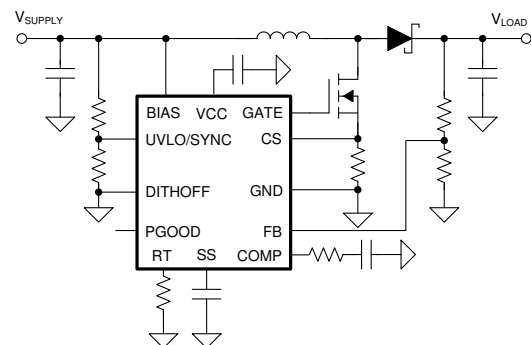 VSUPPLY VLOAD
BIAS VCC GATE
UVLO/SYNC CS
DITHOFF GND
PGOOD FB
RT SS COMP